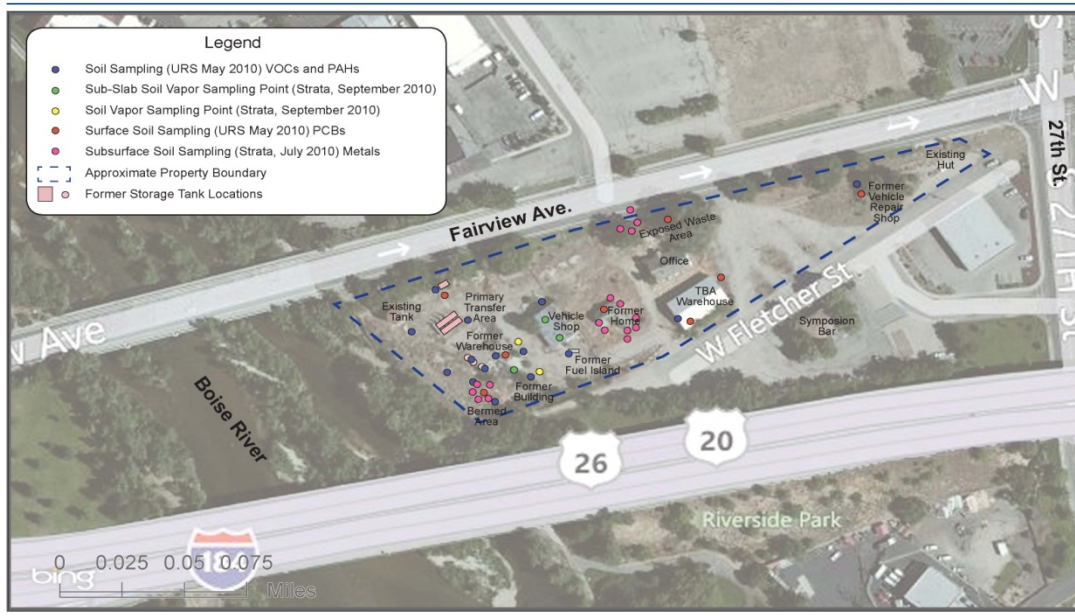 Legend
Soil Sampling (URS May 2010) VOCs and PAHs
Sub-Slab Soil Vapor Sampling Point (Strata, September 2010)
Soil Vapor Sampling Point (Strata, September 2010)
Surface Soil Sampling (URS May 2010) PCBs
Subsurface Soil Sampling (Strata, July 2010) Metals
Approximate Property Boundary
Former Storage Tank Locations
W
S
27th St.
S 27TH St
Existing
Hut
Former
Vehicle
Repair
Shop
Fairview Ave.
Exposed Waste
Area
Office
TBA
Warehouse
W Fletcher St.
Symposion
Bar
Existing
Tank
Primary
Transfer
Area
Vehicle
Shop
Former
Home
Former
Warehouse
Former
Fuel Island
Former
Building
Bermed
Area
w Ave
Boise River
26
20
Riverside Park
184
0 0.025 0.05 0.075
Miles
bing